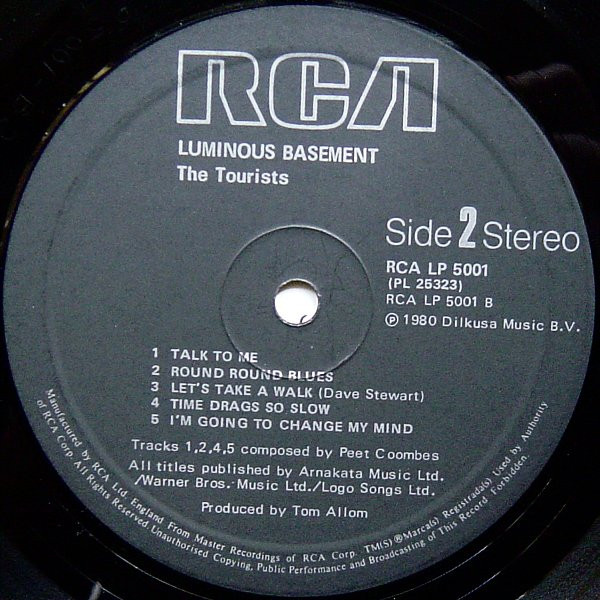 RCA
LUMINOUS BASEMENT
The Tourists
Side 2 Stereo
RCA LP 5001
(PL 25323)
RCA LP 5001 B
℗ 1980 Dilkusa Music B.V.
1 TALK TO ME
2 ROUND ROUND BLUES
3 LET'S TAKE A WALK (Dave Stewart)
4 TIME DRAGS SO SLOW
5 I'M GOING TO CHANGE MY MIND
Tracks 1,2,4,5 composed by Peet Coombes
All titles published by Arnakata Music Ltd.
/Warner Bros. Music Ltd./Logo Songs Ltd.
Produced by Tom Allom
Manufactured by RCA Ltd. England From Master Recordings of RCA Corp. TM(S)®Marca(s) Registrada(s) Used by Authority
of RCA Corp. All Rights Reserved Unauthorised Copying, Public Performance and Broadcasting of This Record Forbidden.